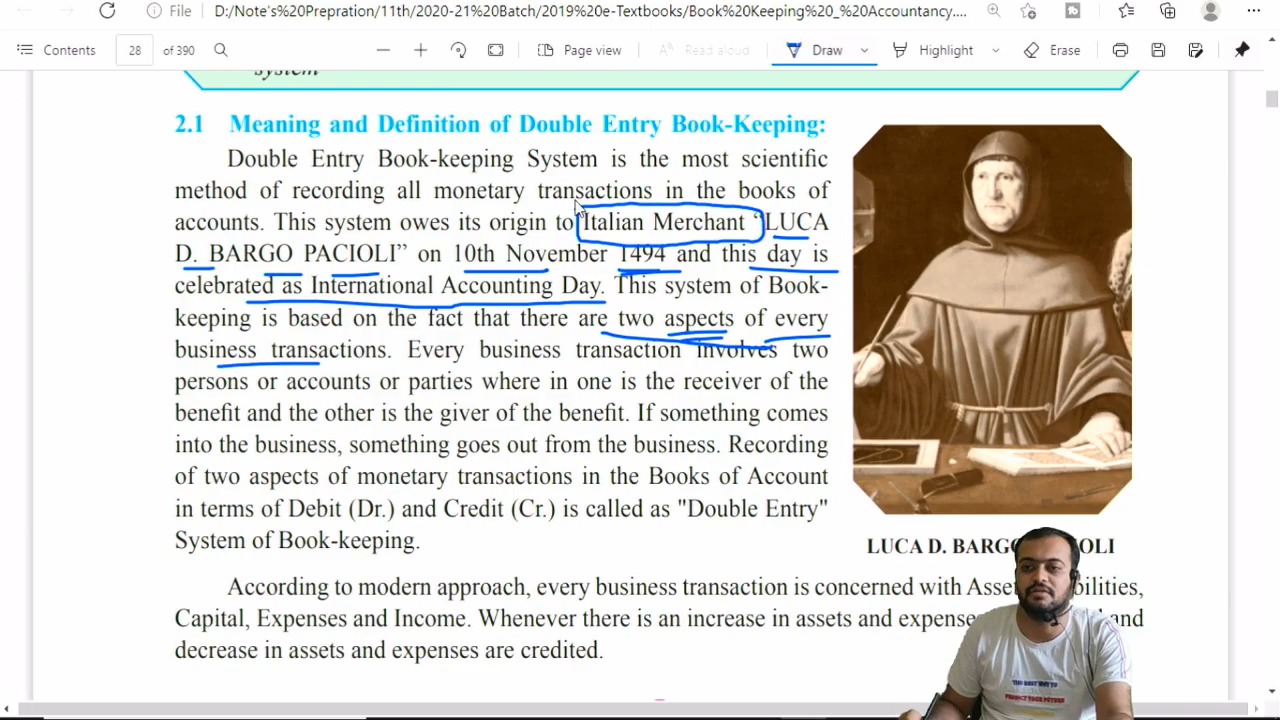 File D:/Note's%20Prepration/11th/2020-21%20Batch/2019%20e-Textbooks/Book%20Keeping%20_%20Accountancy....
Contents 28 of 390 Page view Read aloud Draw Highlight Erase
system
2.1 Meaning and Definition of Double Entry Book-Keeping:
Double Entry Book-keeping System is the most scientific
method of recording all monetary transactions in the books of
accounts. This system owes its origin to Italian Merchant “LUCA
D. BARGO PACIOLI” on 10th November 1494 and this day is
celebrated as International Accounting Day. This system of Book-
keeping is based on the fact that there are two aspects of every
business transactions. Every business transaction involves two
persons or accounts or parties where in one is the receiver of the
benefit and the other is the giver of the benefit. If something comes
into the business, something goes out from the business. Recording
of two aspects of monetary transactions in the Books of Account
in terms of Debit (Dr.) and Credit (Cr.) is called as "Double Entry"
System of Book-keeping.
LUCA D. BARG OLI
According to modern approach, every business transaction is concerned with Asse bilities,
Capital, Expenses and Income. Whenever there is an increase in assets and expense and
decrease in assets and expenses are credited.